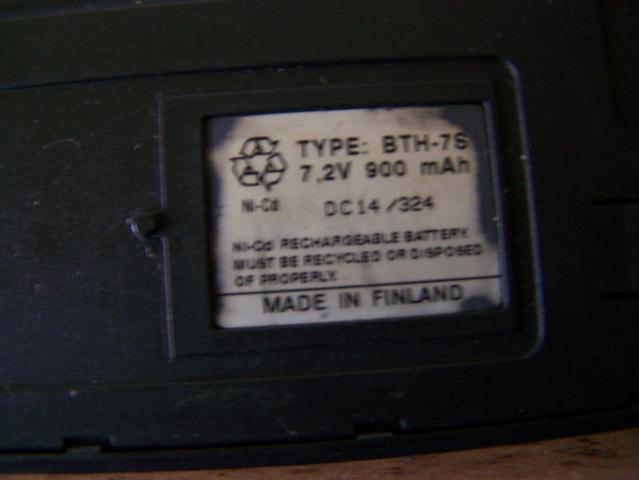 TYPE: BTH-7S
7,2V 900 mAh
Ni-Cd DC14/324
Ni-Cd RECHARGEABLE BATTERY.
MUST BE RECYCLED OR DISPOSED
OF PROPERLY.
MADE IN FINLAND